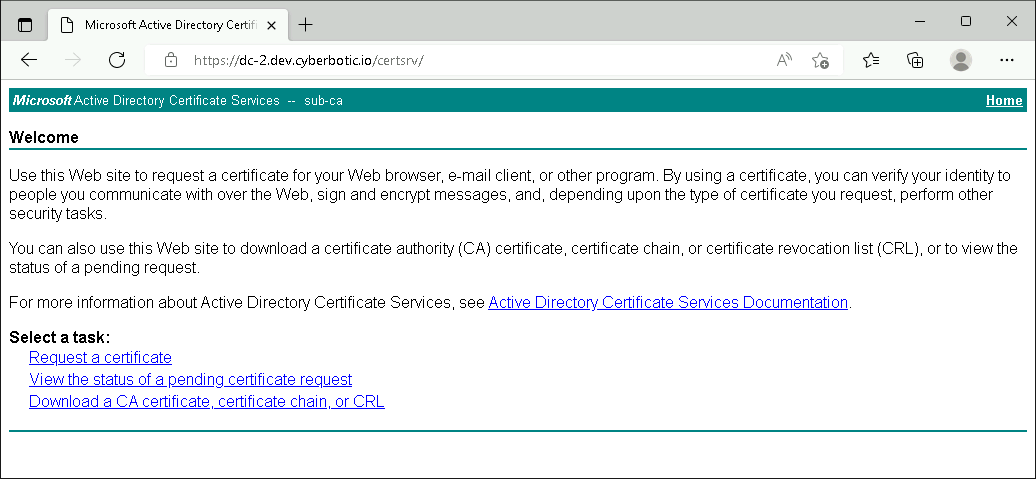 Microsoft Active Directory Certifi
https://dc-2.dev.cyberbotic.io/certsrv/
Microsoft Active Directory Certificate Services -- sub-ca
Home
Welcome
Use this Web site to request a certificate for your Web browser, e-mail client, or other program. By using a certificate, you can verify your identity to
people you communicate with over the Web, sign and encrypt messages, and, depending upon the type of certificate you request, perform other
security tasks.
You can also use this Web site to download a certificate authority (CA) certificate, certificate chain, or certificate revocation list (CRL), or to view the
status of a pending request.
For more information about Active Directory Certificate Services, see Active Directory Certificate Services Documentation.
Select a task:
Request a certificate
View the status of a pending certificate request
Download a CA certificate, certificate chain, or CRL